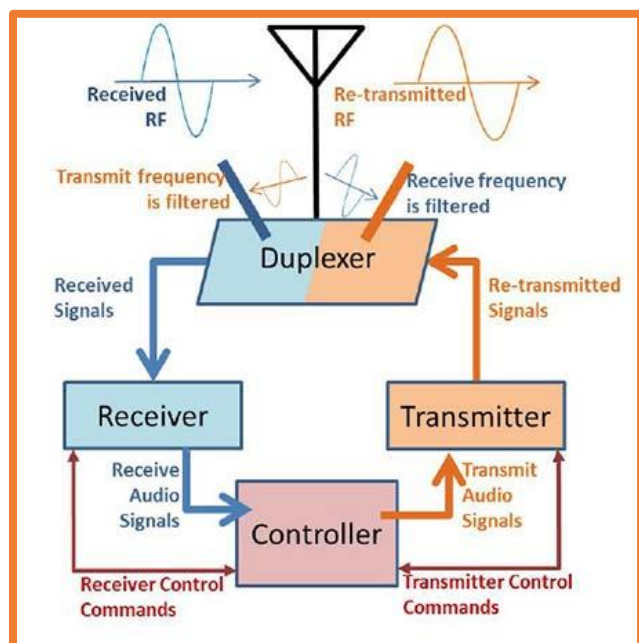 Received
RF
Re-transmitted
RF
Transmit frequency
is filtered
Receive frequency
is filtered
Duplexer
Received
Signals
Re-transmitted
Signals
Receiver
Transmitter
Receive
Audio
Signals
Transmit
Audio
Signals
Controller
Receiver Control
Commands
Transmitter Control
Commands